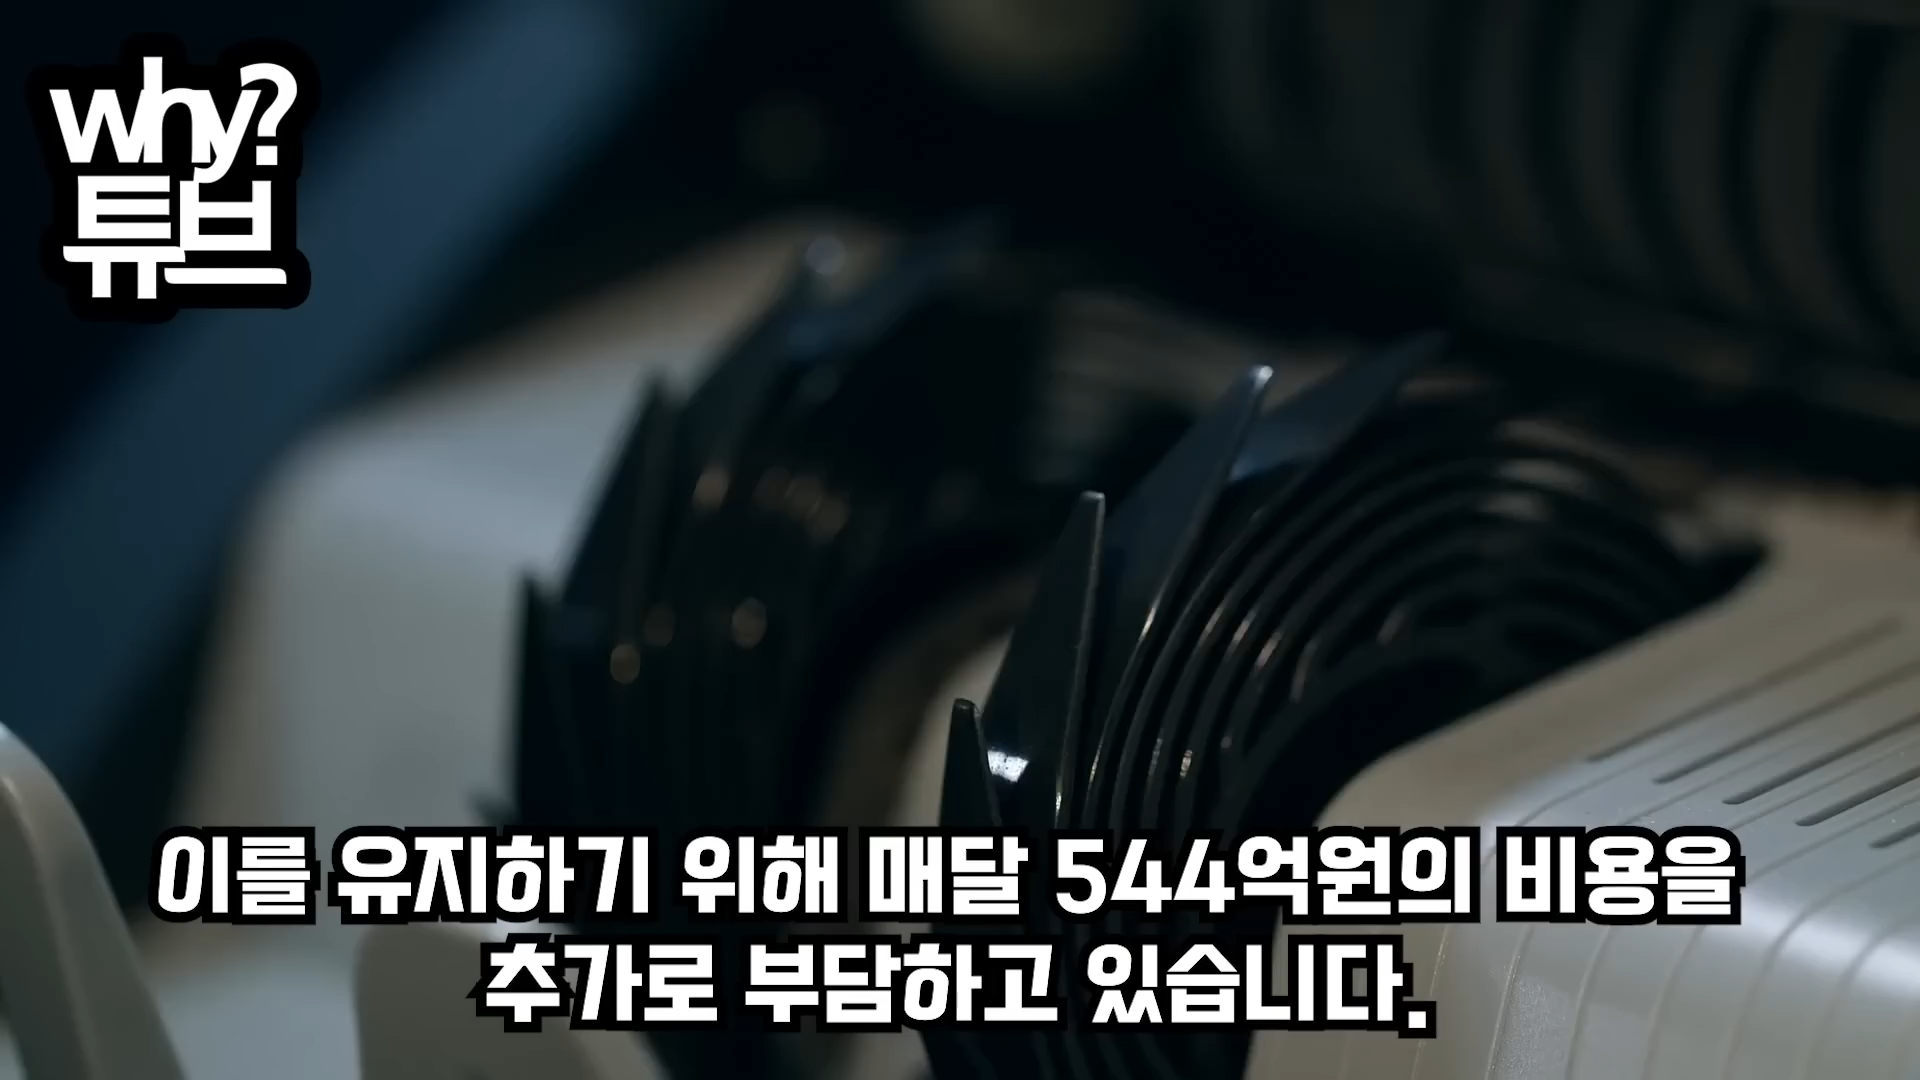 why?
튜브
이를 유지하기 위해 매달 544억원의 비용을
추가로 부담하고 있습니다.